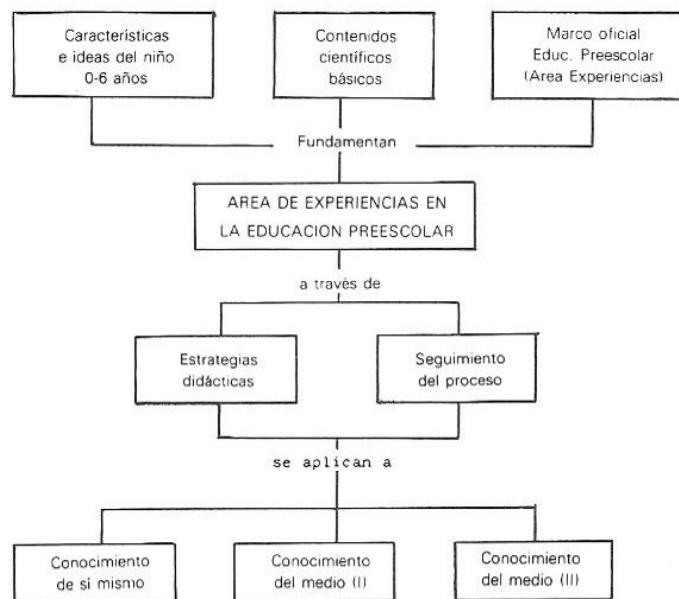 Características
e ideas del niño
0-6 años
Contenidos
científicos
básicos
Marco oficial
Educ. Preescolar
(Area Experiencias)
Fundamentan
AREA DE EXPERIENCIAS EN
LA EDUCACION PREESCOLAR
a través de
Estrategias
didácticas
Seguimiento
del proceso
se aplican a
Conocimiento
de sí mismo
Conocimiento
del medio (I)
Conocimiento
del medio (II)